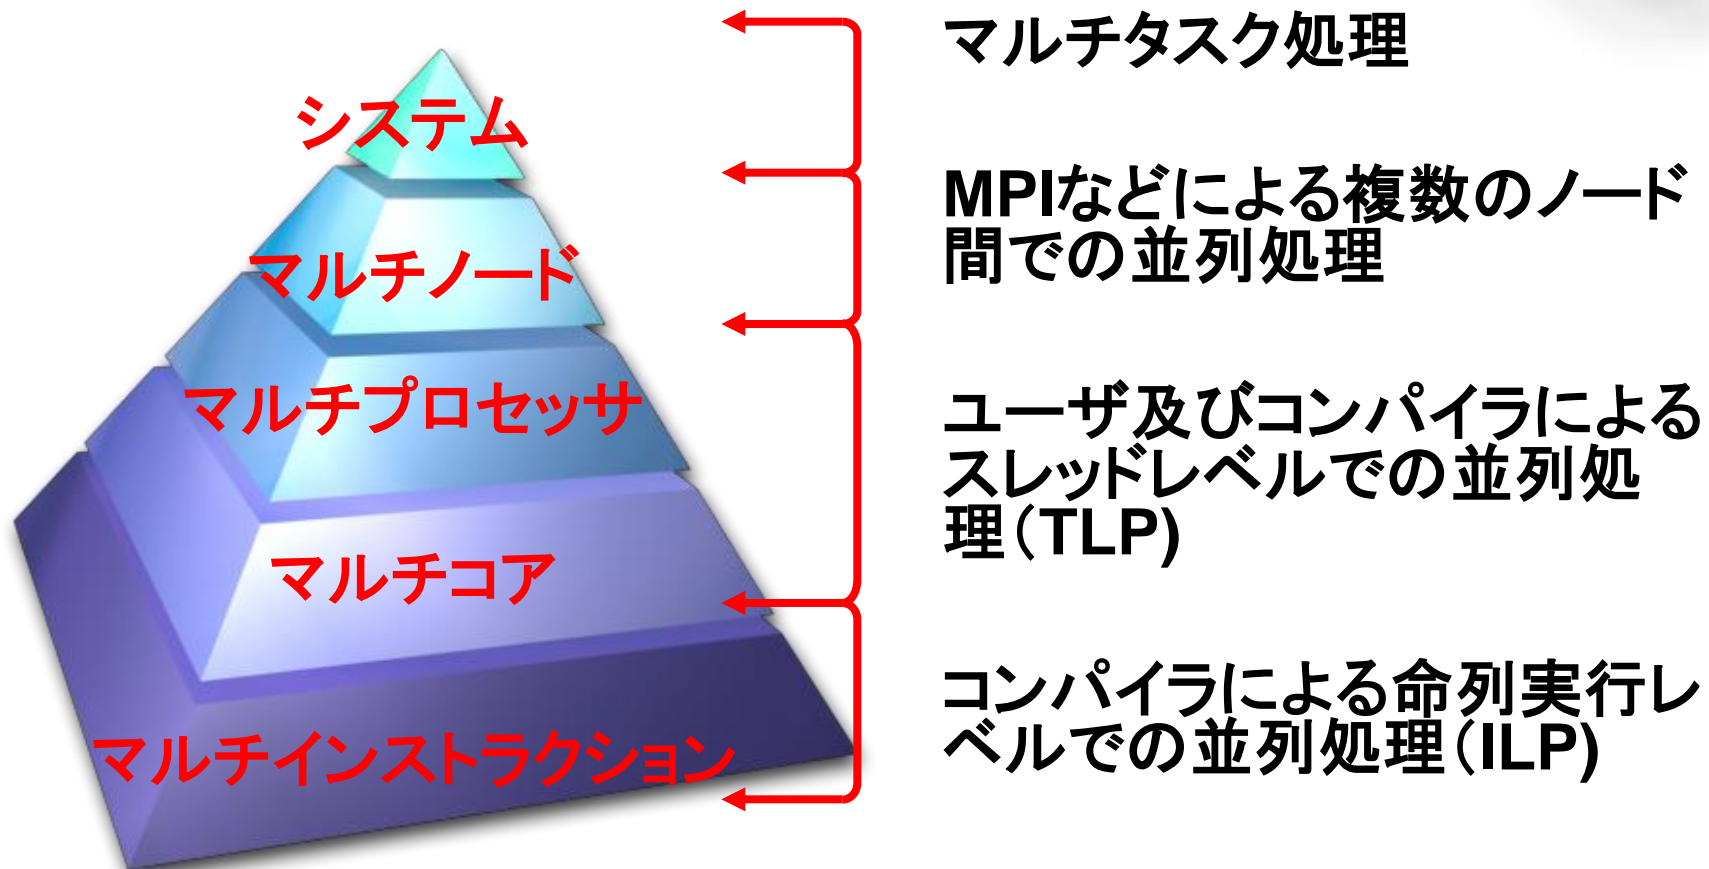 マルチタスク処理
システム
MPIなどによる複数のノード
間での並列処理
マルチノード
ユーザ及びコンパイラによる
スレッドレベルでの並列処
理（TLP)
マルチプロセッサ
マルチコア
コンパイラによる命列実行レ
ベルでの並列処理（ILP)
マルチインストラクション